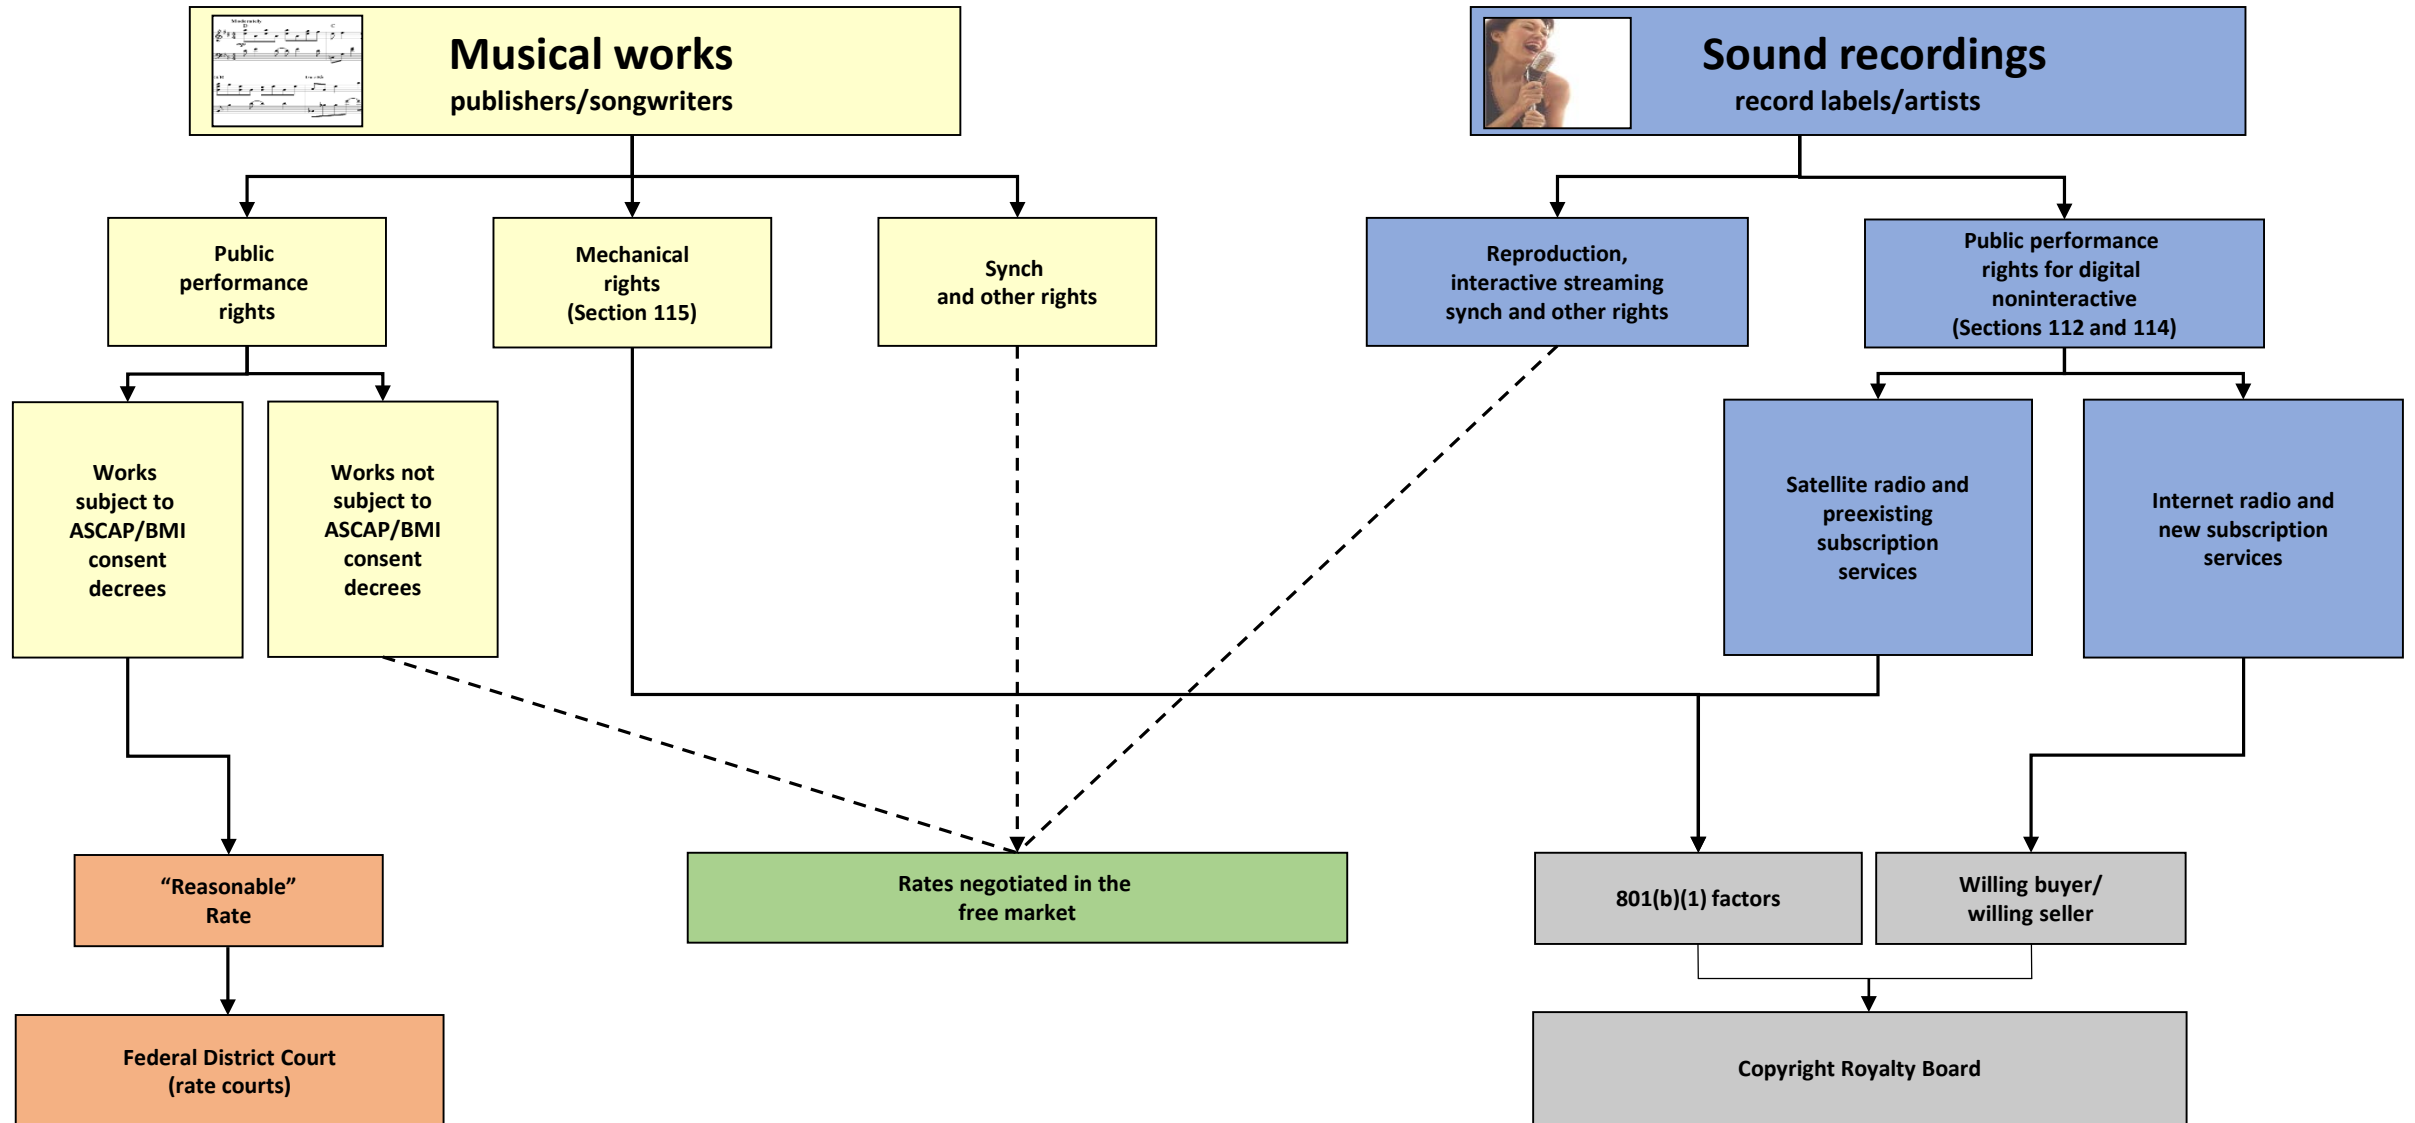 Musical works
publishers/songwriters
Sound recordings
record labels/artists
Public
performance
rights
Mechanical
rights
(Section 115)
Synch
and other rights
Reproduction,
interactive streaming
synch and other rights
Public performance
rights for digital
noninteractive
(Sections 112 and 114)
Works
subject to
ASCAP/BMI
consent
decrees
Works not
subject to
ASCAP/BMI
consent
decrees
Satellite radio and
preexisting
subscription
services
Internet radio and
new subscription
services
“Reasonable”
Rate
Rates negotiated in the
free market
801(b)(1) factors
Willing buyer/
willing seller
Federal District Court
(rate courts)
Copyright Royalty Board